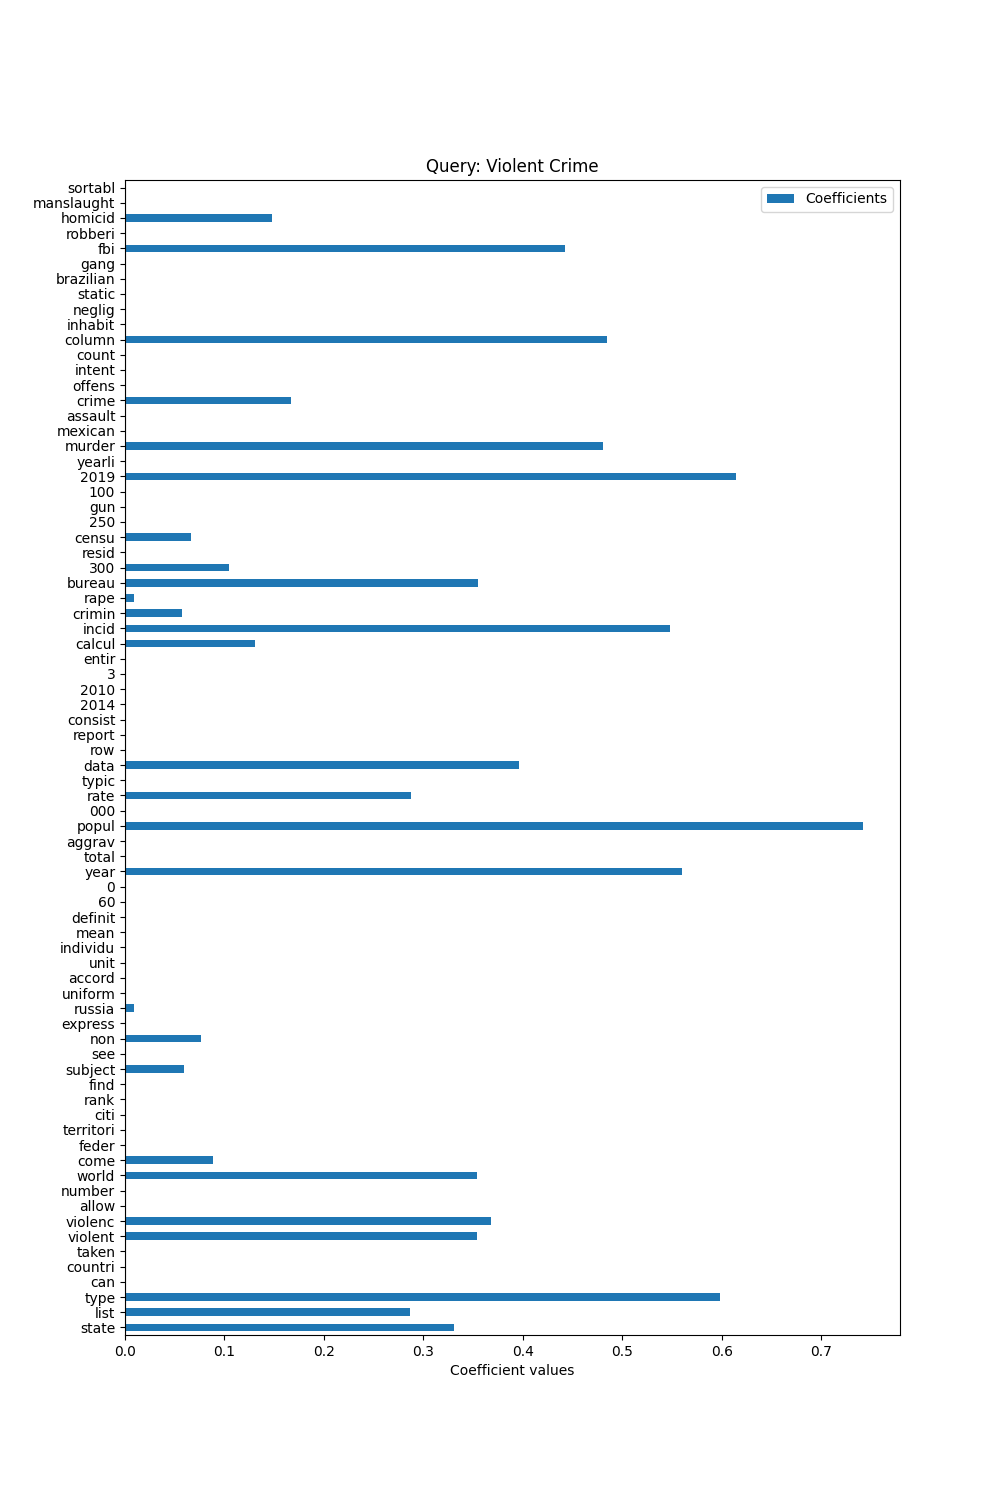 Query: Violent Crime
Coefficients
sortabl
manslaught
homicid
robberi
fbi
gang
brazilian
static
neglig
inhabit
column
count
intent
offens
crime
assault
mexican
murder
yearli
2019
100
gun
250
censu
resid
300
bureau
rape
crimin
incid
calcul
entir
3
2010
2014
consist
report
row
data
typic
rate
000
popul
aggrav
total
year
0
60
definit
mean
individu
unit
accord
uniform
russia
express
non
see
subject
find
rank
citi
territori
feder
come
world
number
allow
violenc
violent
taken
countri
can
type
list
state
0.0 0.1 0.2 0.3 0.4 0.5 0.6 0.7
Coefficient values